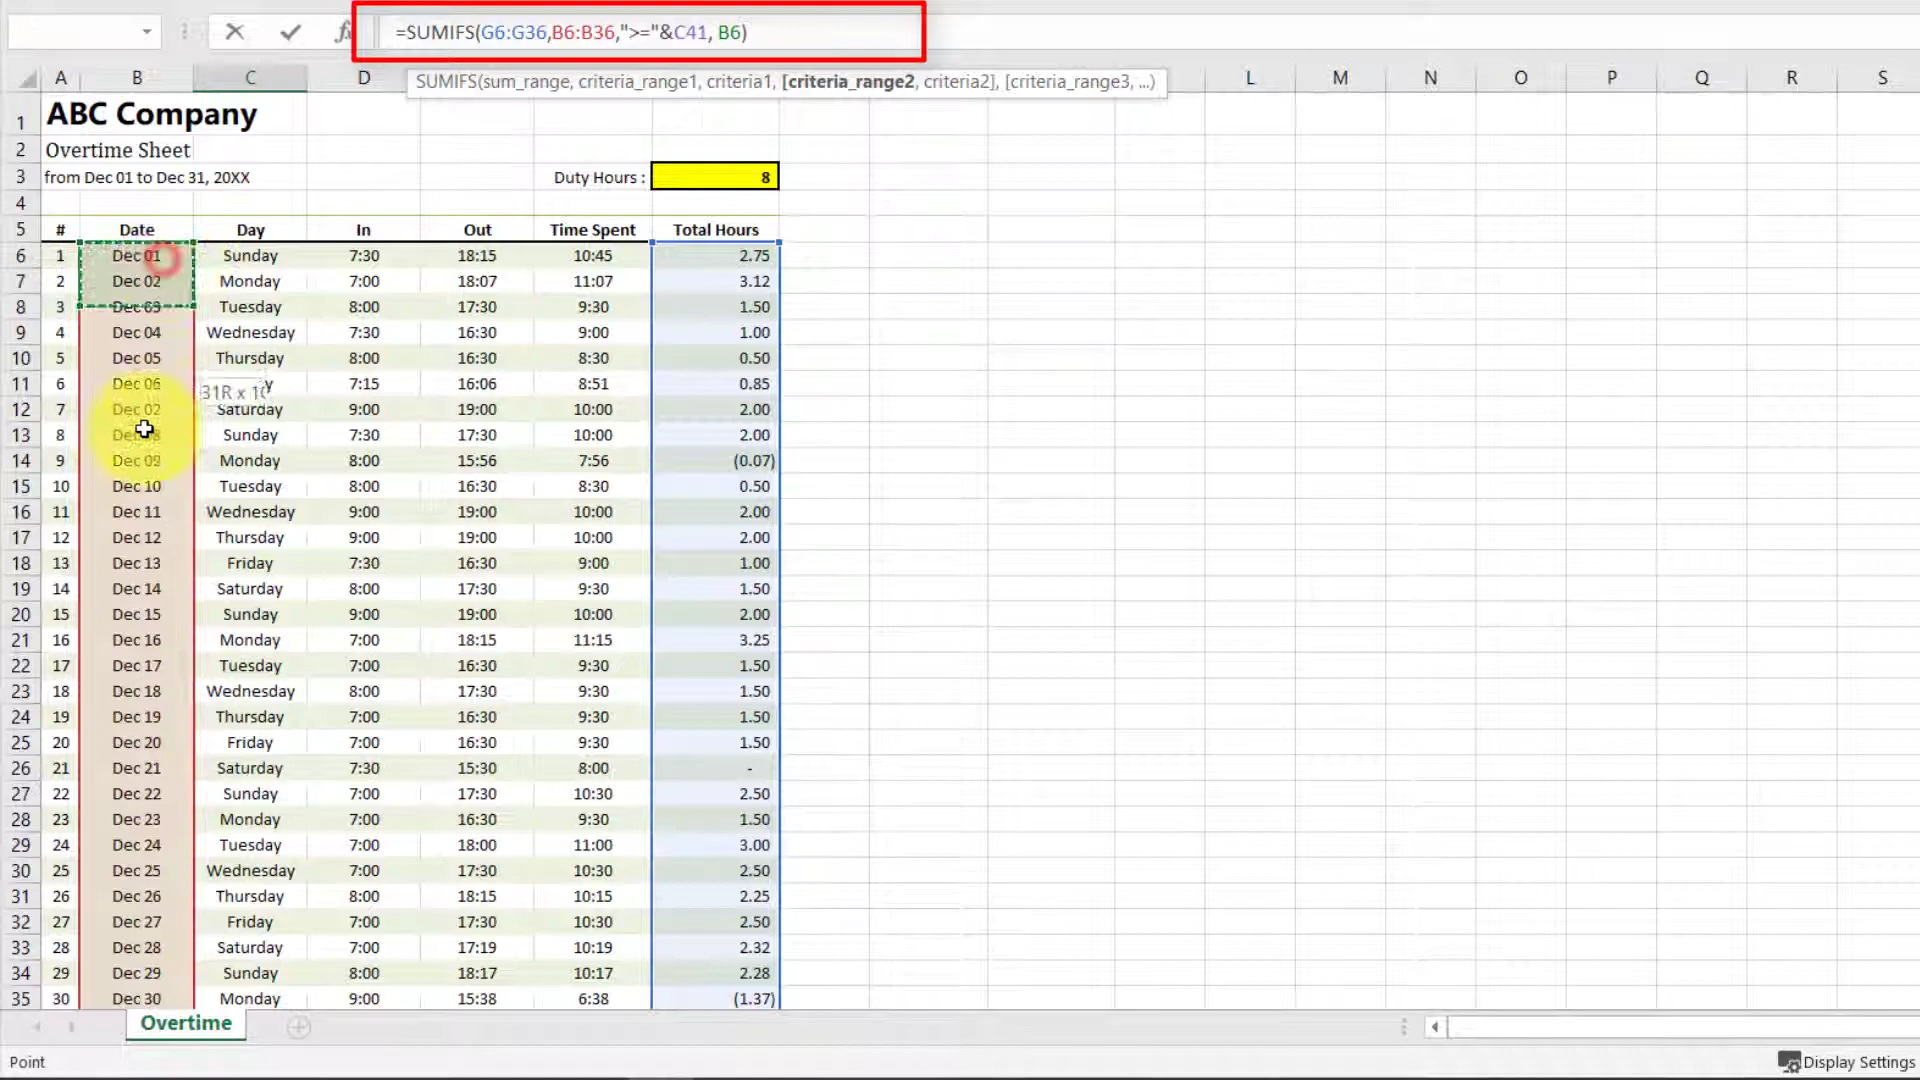 fx =SUMIFS(G6:G36,B6:B36,">="&C41, B6)
SUMIFS(sum_range, criteria_range1, criteria1, [criteria_range2, criteria2], [criteria_range3, ...)
A B C D L M N O P Q R S
1 ABC Company
2 Overtime Sheet
3 from Dec 01 to Dec 31, 20XX Duty Hours : 8
4
5 # Date Day In Out Time Spent Total Hours
6 1 Dec 01 Sunday 7:30 18:15 10:45 2.75
7 2 Dec 02 Monday 7:00 18:07 11:07 3.12
8 3 Dec 03 Tuesday 8:00 17:30 9:30 1.50
9 4 Dec 04 Wednesday 7:30 16:30 9:00 1.00
10 5 Dec 05 Thursday 8:00 16:30 8:30 0.50
11 6 Dec 06 y 7:15 16:06 8:51 0.85
31R x 1C
12 7 Dec Saturday 9:00 19:00 10:00 2.00
13 8 Sunday 7:30 17:30 10:00 2.00
14 9 Dec 09 Monday 8:00 15:56 7:56 (0.07)
15 10 Dec 10 Tuesday 8:00 16:30 8:30 0.50
16 11 Dec 11 Wednesday 9:00 19:00 10:00 2.00
17 12 Dec 12 Thursday 9:00 19:00 10:00 2.00
18 13 Dec 13 Friday 7:30 16:30 9:00 1.00
19 14 Dec 14 Saturday 8:00 17:30 9:30 1.50
20 15 Dec 15 Sunday 9:00 19:00 10:00 2.00
21 16 Dec 16 Monday 7:00 18:15 11:15 3.25
22 17 Dec 17 Tuesday 7:00 16:30 9:30 1.50
23 18 Dec 18 Wednesday 8:00 17:30 9:30 1.50
24 19 Dec 19 Thursday 7:00 16:30 9:30 1.50
25 20 Dec 20 Friday 7:00 16:30 9:30 1.50
26 21 Dec 21 Saturday 7:30 15:30 8:00 -
27 22 Dec 22 Sunday 7:00 17:30 10:30 2.50
28 23 Dec 23 Monday 7:00 16:30 9:30 1.50
29 24 Dec 24 Tuesday 7:00 18:00 11:00 3.00
30 25 Dec 25 Wednesday 7:00 17:30 10:30 2.50
31 26 Dec 26 Thursday 8:00 18:15 10:15 2.25
32 27 Dec 27 Friday 7:00 17:30 10:30 2.50
33 28 Dec 28 Saturday 7:00 17:19 10:19 2.32
34 29 Dec 29 Sunday 8:00 18:17 10:17 2.28
35 30 Dec 30 Monday 9:00 15:38 6:38 (1.37)
Overtime
Point Display Settings